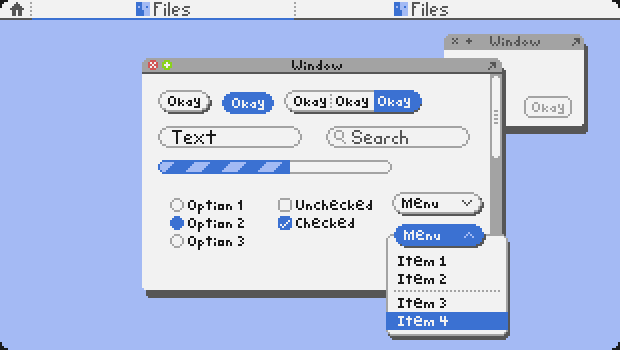 Files
Files
Window
Window
Okay
Okay
Okay
Okay
Okay
Okay
Text
Search
Option 1
Option 2
Option 3
Unchecked
Checked
Menu
Menu
Item 1
Item 2
Item 3
Item 4